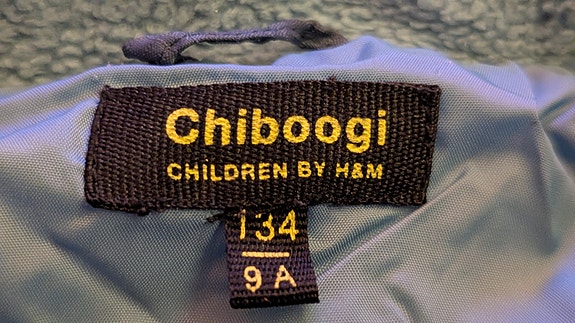 Chiboogi
CHILDREN BY H&M
134
9 A